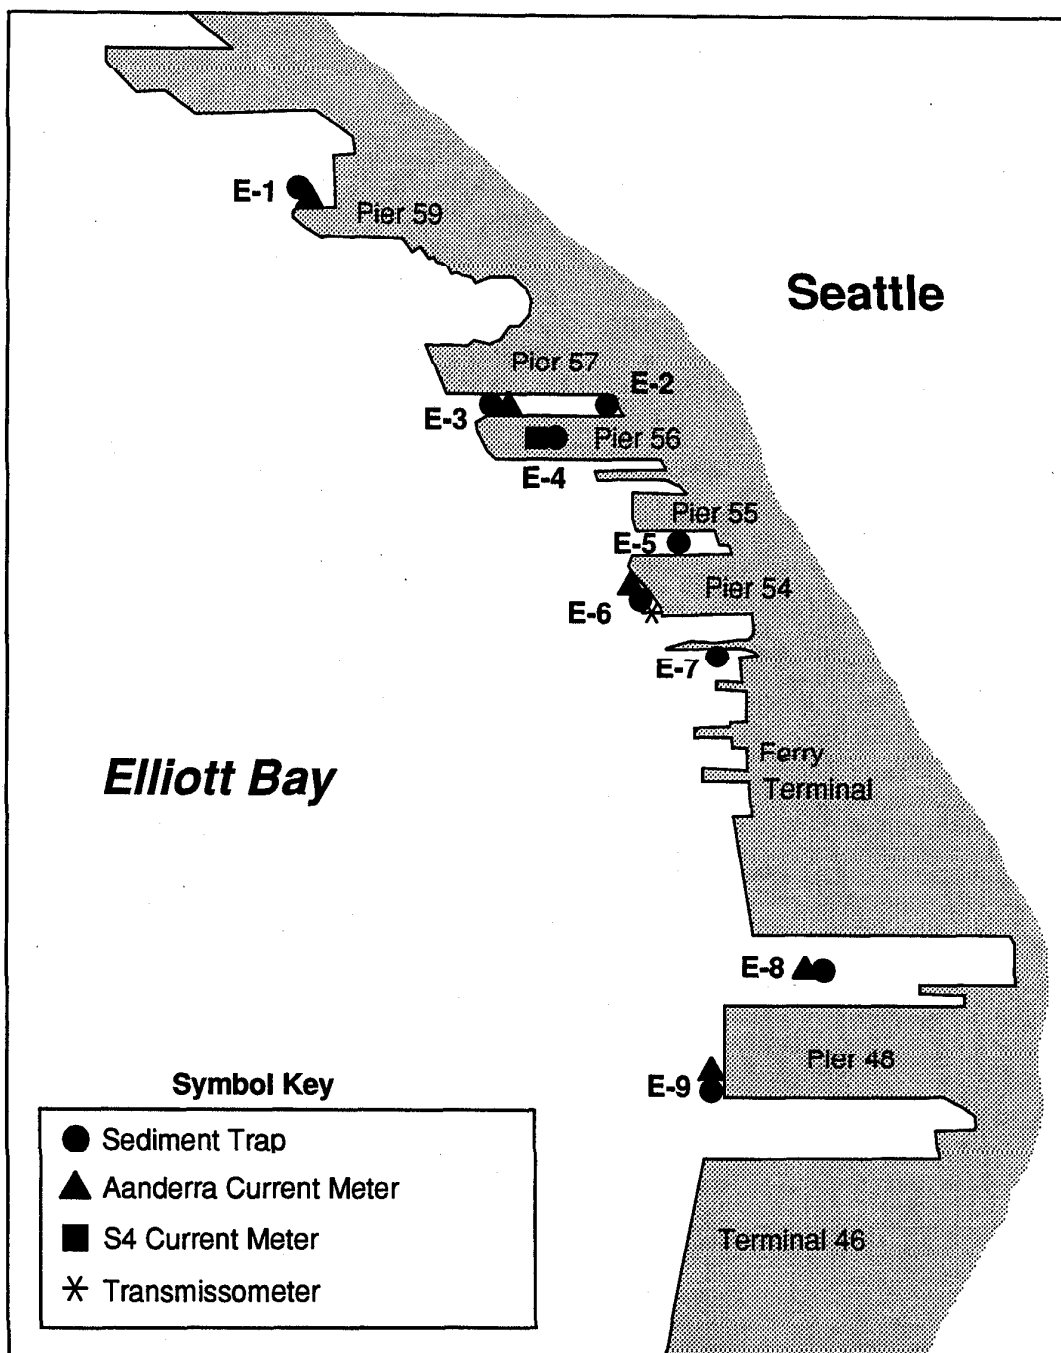 E-1
Pier 59
Seattle
Pier 57
E-2
E-3
Pier 56
E-4
Pier 55
E-5
Pier 54
E-6
E-7
Ferry
Terminal
Elliott Bay
E-8
Pier 48
E-9
Symbol Key
Sediment Trap
Aanderra Current Meter
S4 Current Meter
Transmissometer
Terminal 46